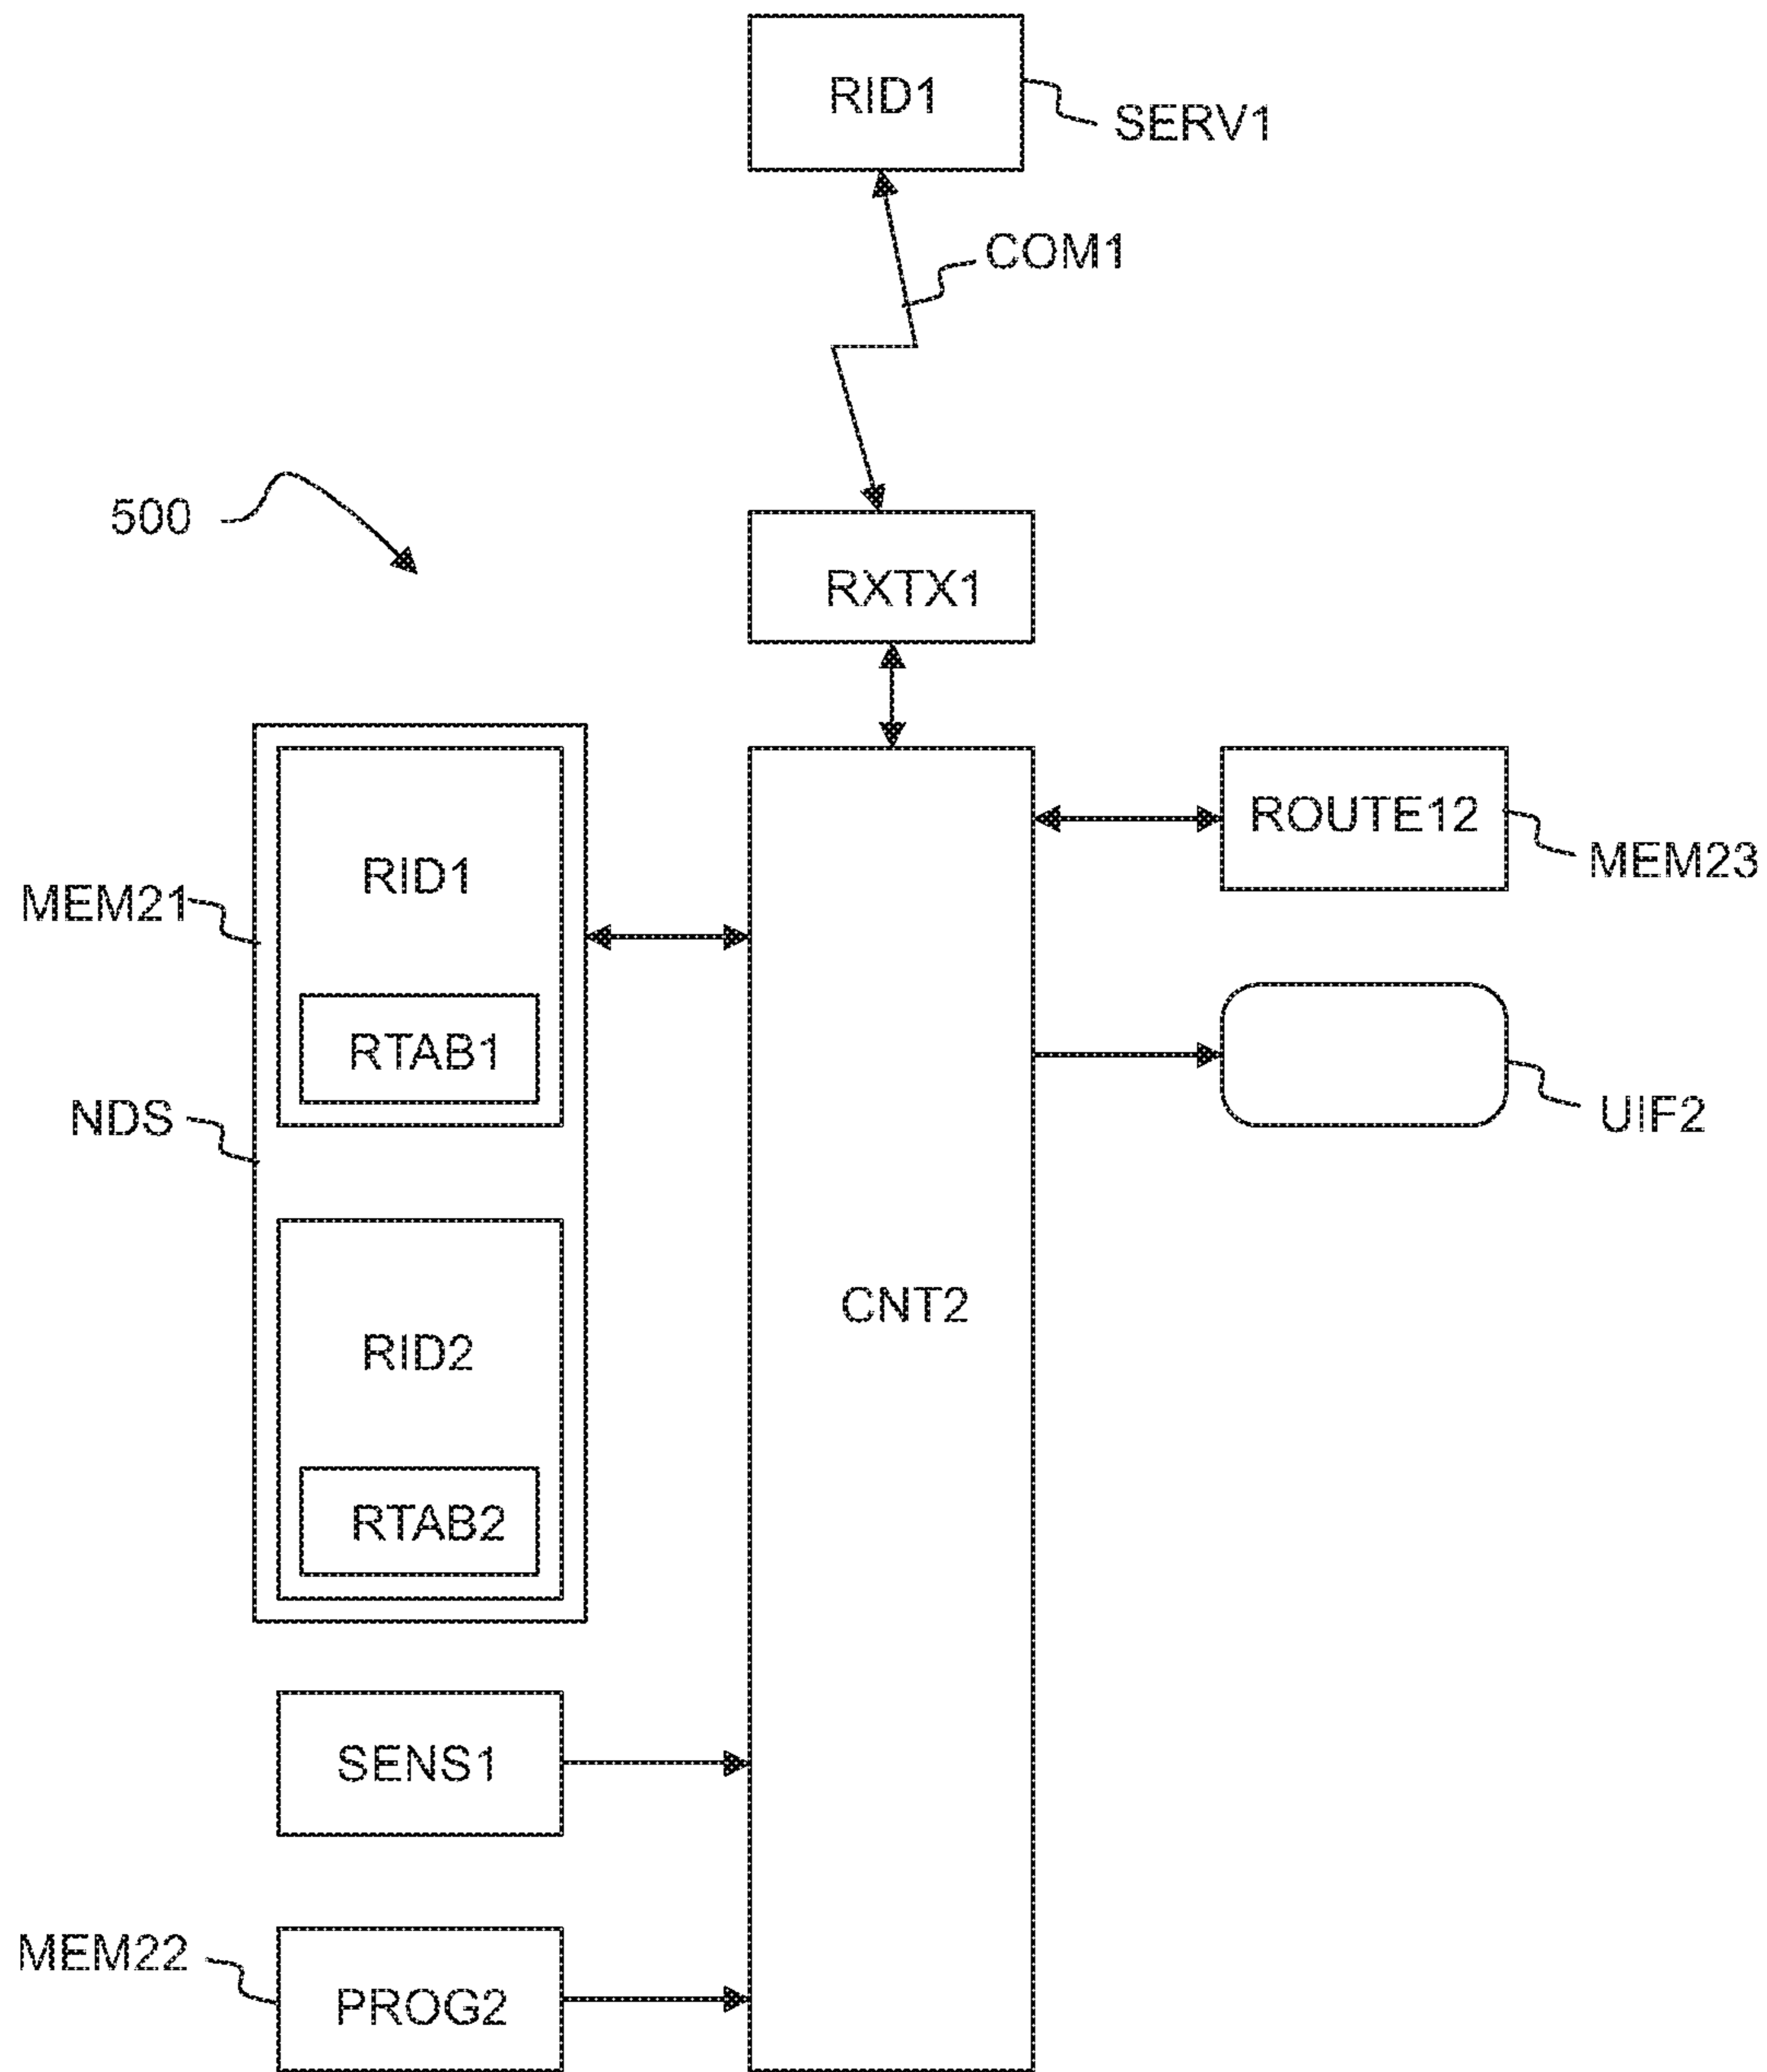 RID1
SERV1
COM1
500
RXTX1
RID1
ROUTE12
MEM23
MEM21
RTAB1
NDS
UIF2
CNT2
RID2
RTAB2
SENS1
MEM22
PROG2